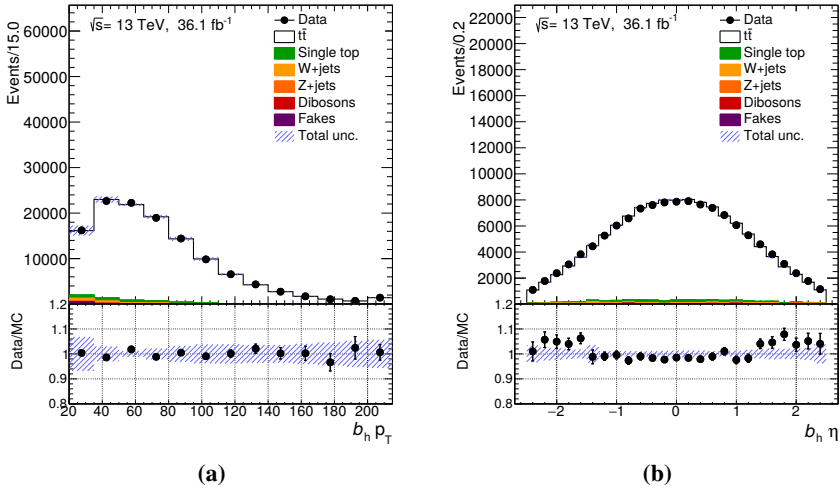 √s= 13 TeV, 36.1 fb⁻¹
Data
tt̄
Single top
W+jets
Z+jets
Dibosons
Fakes
Total unc.
Events/15.0
60000
50000
40000
30000
20000
10000
Data/MC
1.2
1.1
1
0.9
0.8
20 40 60 80 100 120 140 160 180 200
b_h p_T
(a)
√s= 13 TeV, 36.1 fb⁻¹
Data
tt̄
Single top
W+jets
Z+jets
Dibosons
Fakes
Total unc.
Events/0.2
22000
20000
18000
16000
14000
12000
10000
8000
6000
4000
2000
Data/MC
1.2
1.1
1
0.9
0.8
−2 −1 0 1 2
b_h η
(b)